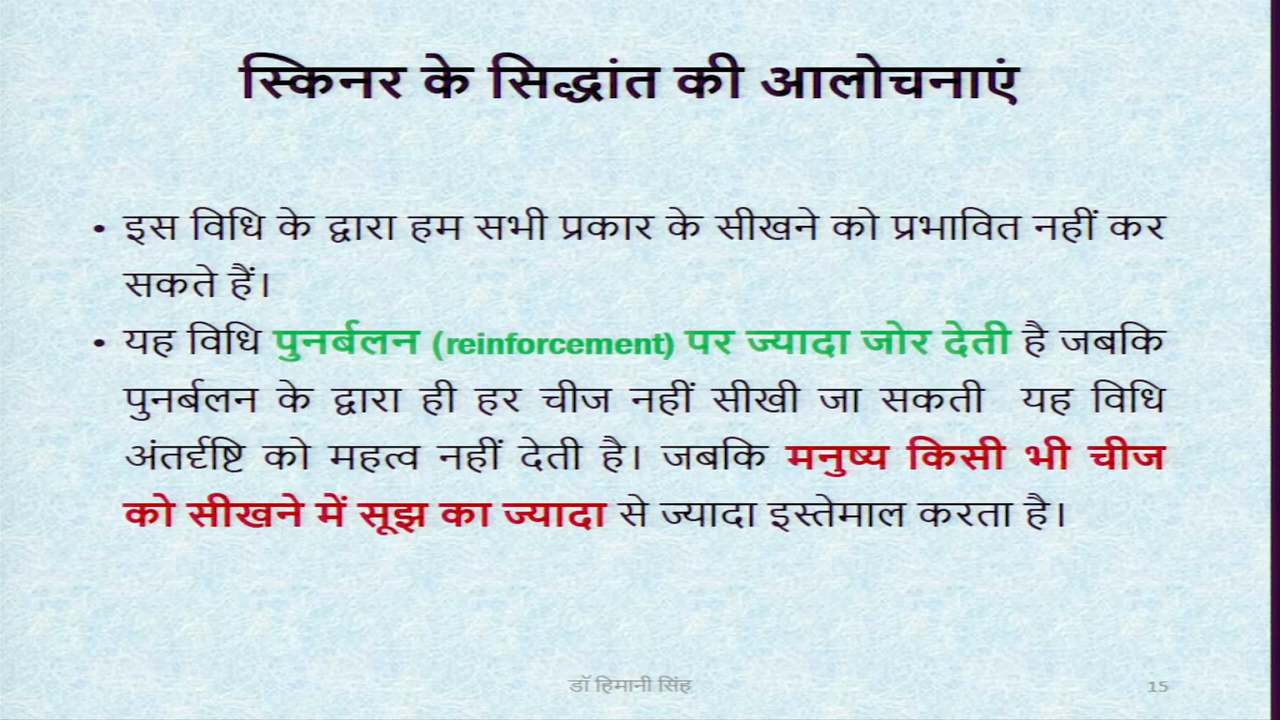 स्किनर के सिद्धांत की आलोचनाएं
• इस विधि के द्वारा हम सभी प्रकार के सीखने को प्रभावित नहीं कर
सकते हैं।
• यह विधि पुनर्बलन (reinforcement) पर ज्यादा जोर देती है जबकि
पुनर्बलन के द्वारा ही हर चीज नहीं सीखी जा सकती यह विधि
अंतर्दृष्टि को महत्व नहीं देती है। जबकि मनुष्य किसी भी चीज
को सीखने में सूझ का ज्यादा से ज्यादा इस्तेमाल करता है।
डॉ हिमानी सिंह
15